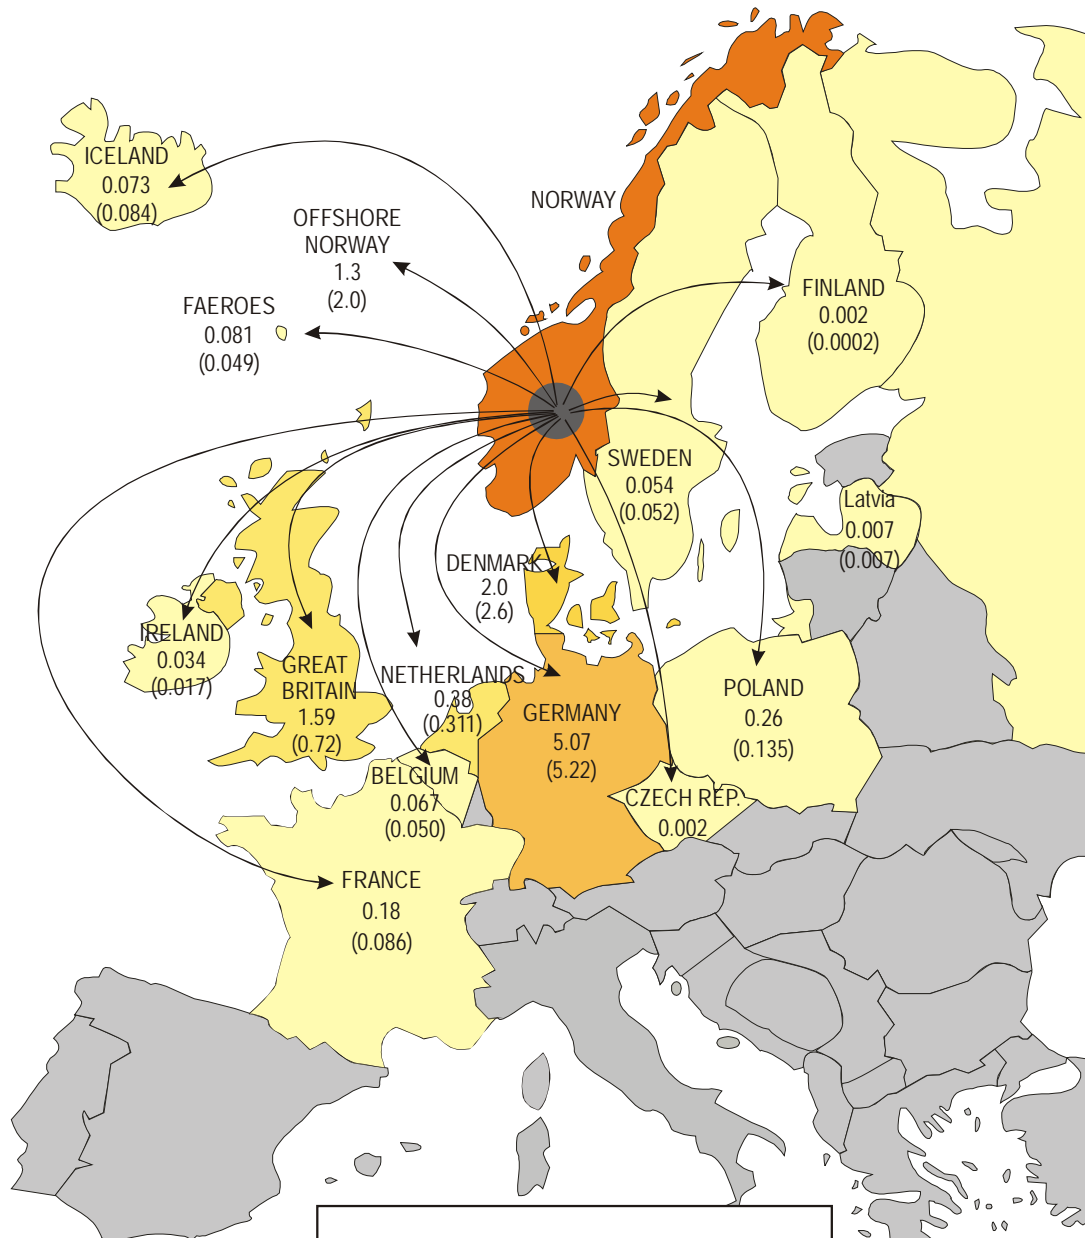 ICELAND
0.073
(0.084)
OFFSHORE
NORWAY
1.3
(2.0)
NORWAY
FAEROES
0.081
(0.049)
FINLAND
0.002
(0.0002)
SWEDEN
0.054
(0.052)
Latvia
0.007
(0.007)
DENMARK
2.0
(2.6)
IRELAND
0.034
(0.017)
GREAT
BRITAIN
1.59
(0.72)
NETHERLANDS
0.38
(0.311)
GERMANY
5.07
(5.22)
POLAND
0.26
(0.135)
BELGIUM
0.067
(0.050)
CZECH REP.
0.002
FRANCE
0.18
(0.086)